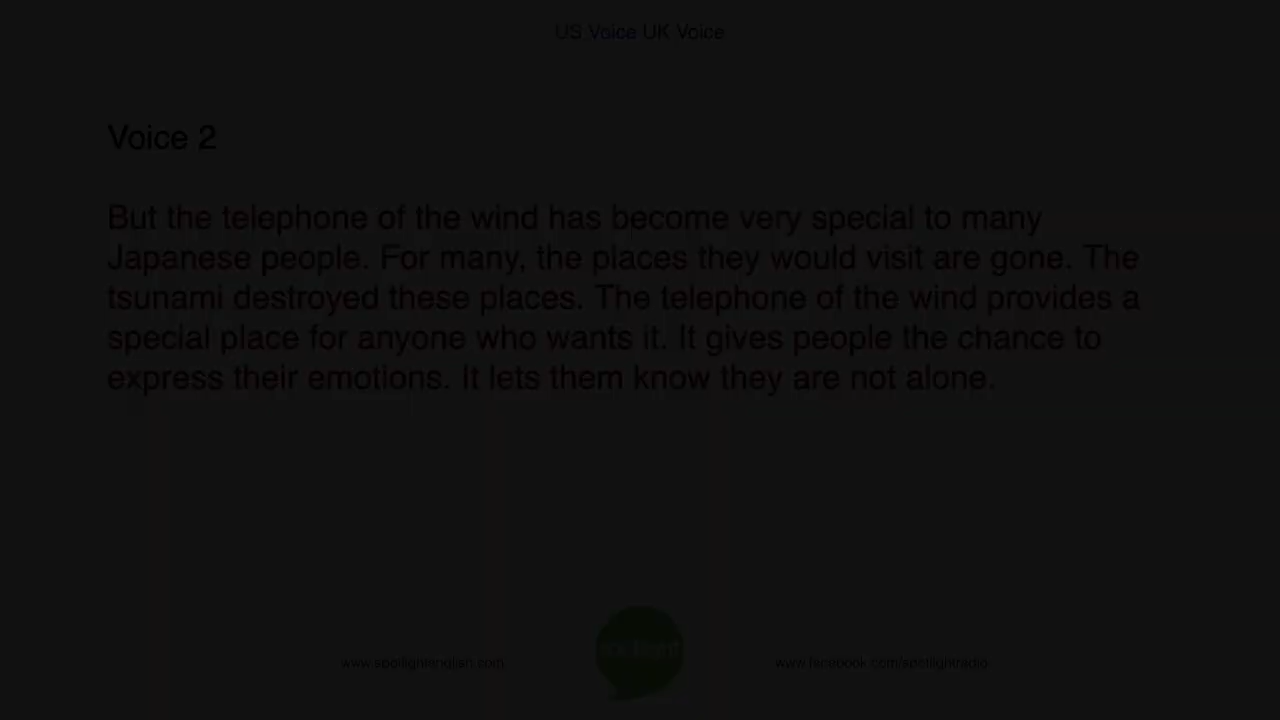 US Voice UK Voice
Voice 2
But the telephone of the wind has become very special to many
Japanese people. For many, the places they would visit are gone. The
tsunami destroyed these places. The telephone of the wind provides a
special place for anyone who wants it. It gives people the chance to
express their emotions. It lets them know they are not alone.
www.spotlightenglish.com
www.facebook.com/spotlightradio